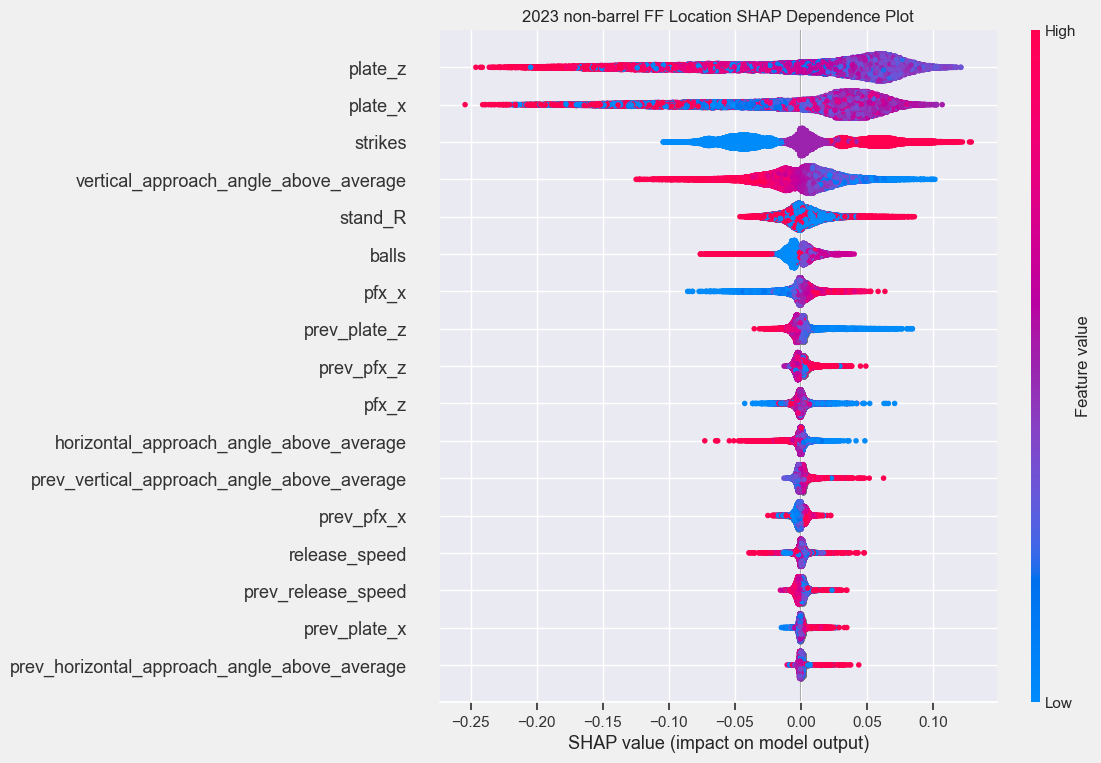 2023 non-barrel FF Location SHAP Dependence Plot
High
plate_z
plate_x
strikes
vertical_approach_angle_above_average
stand_R
balls
pfx_x
prev_plate_z
prev_pfx_z
pfx_z
horizontal_approach_angle_above_average
prev_vertical_approach_angle_above_average
prev_pfx_x
release_speed
prev_release_speed
prev_plate_x
prev_horizontal_approach_angle_above_average
Feature value
Low
−0.25 −0.20 −0.15 −0.10 −0.05 0.00 0.05 0.10
SHAP value (impact on model output)